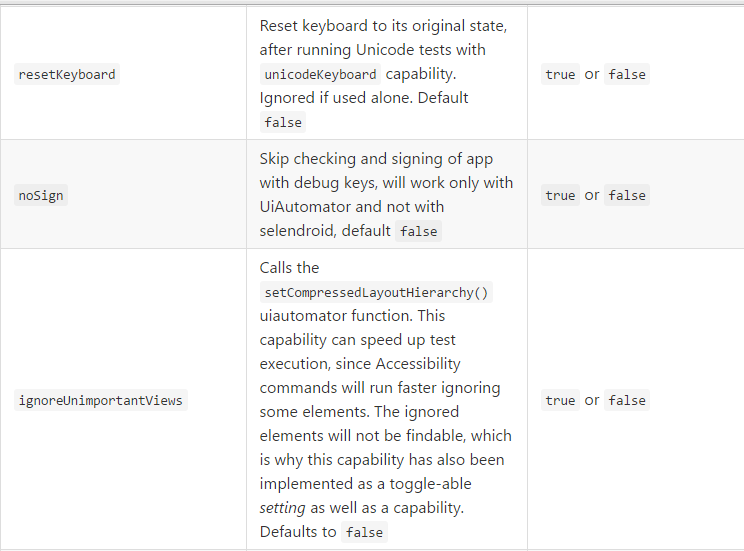 resetKeyboard
Reset keyboard to its original state,
after running Unicode tests with
unicodeKeyboard capability.
Ignored if used alone. Default
false
true or false
noSign
Skip checking and signing of app
with debug keys, will work only with
UiAutomator and not with
selendroid, default false
true or false
ignoreUnimportantViews
Calls the
setCompressedLayoutHierarchy()
uiautomator function. This
capability can speed up test
execution, since Accessibility
commands will run faster ignoring
some elements. The ignored
elements will not be findable, which
is why this capability has also been
implemented as a toggle-able
setting as well as a capability.
Defaults to false
true or false